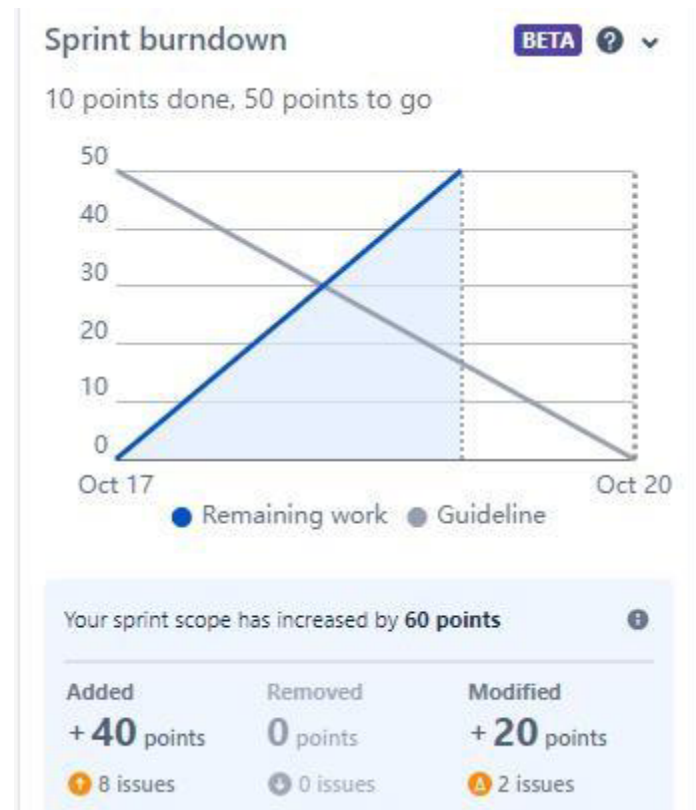 Sprint burndown BETA ?
10 points done, 50 points to go
50
40
30
20
10
0
Oct 17 Oct 20
Remaining work Guideline
Your sprint scope has increased by 60 points
Added Removed Modified
+ 40 points 0 points + 20 points
8 issues 0 issues 2 issues